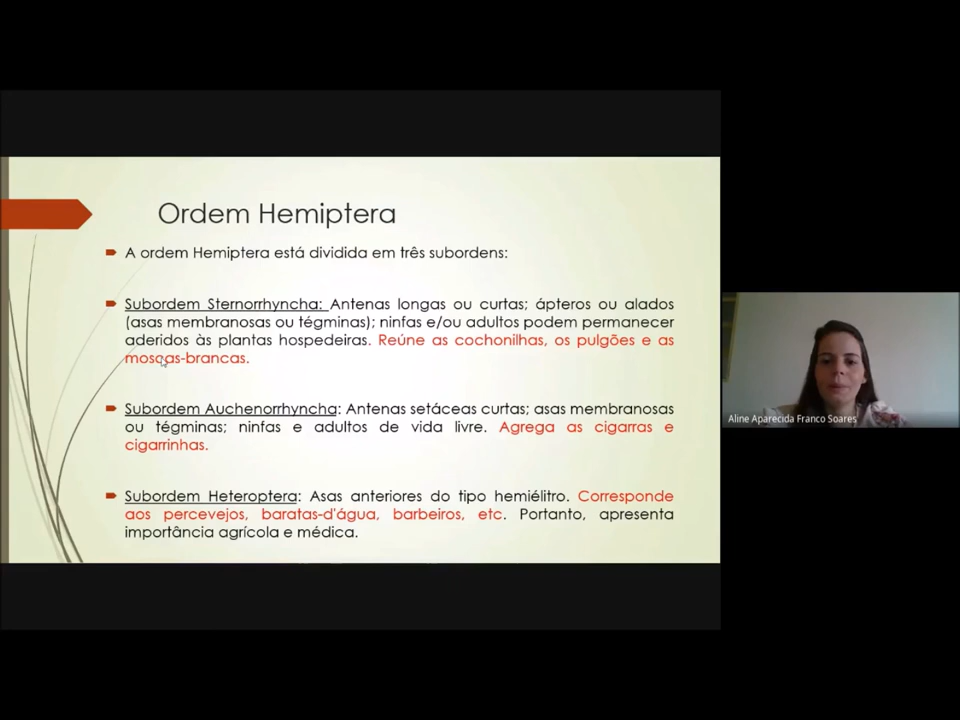 Ordem Hemiptera
A ordem Hemiptera está dividida em três subordens:
Subordem Sternorrhyncha: Antenas longas ou curtas; ápteros ou alados
(asas membranosas ou tégminas); ninfas e/ou adultos podem permanecer
aderidos às plantas hospedeiras. Reúne as cochonilhas, os pulgões e as
moscas-brancas.
Subordem Auchenorrhyncha: Antenas setáceas curtas; asas membranosas
ou tégminas; ninfas e adultos de vida livre. Agrega as cigarras e
cigarrinhas.
Subordem Heteroptera: Asas anteriores do tipo hemiélitro. Corresponde
aos percevejos, baratas-d'água, barbeiros, etc. Portanto, apresenta
importância agrícola e médica.
Aline Aparecida Franco Soares